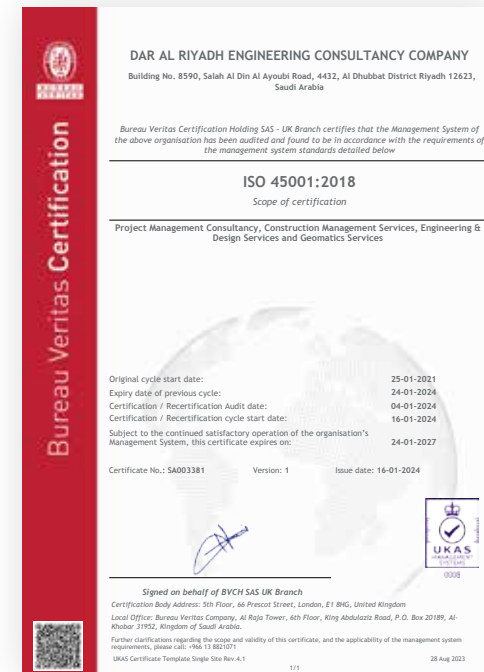 BUREAU
VERITAS
Bureau Veritas Certification
DAR AL RIYADH ENGINEERING CONSULTANCY COMPANY
Building No. 8590, Salah Al Din Al Ayoubi Road, 4432, Al Dhubbat District Riyadh 12623,
Saudi Arabia
Bureau Veritas Certification Holding SAS – UK Branch certifies that the Management System of
the above organisation has been audited and found to be in accordance with the requirements of
the management system standards detailed below
ISO 45001:2018
Scope of certification
Project Management Consultancy, Construction Management Services, Engineering &
Design Services and Geomatics Services
Original cycle start date: 25-01-2021
Expiry date of previous cycle: 24-01-2024
Certification / Recertification Audit date: 04-01-2024
Certification / Recertification cycle start date: 16-01-2024
Subject to the continued satisfactory operation of the organisation's
Management System, this certificate expires on: 24-01-2027
Certificate No.: SA003381 Version: 1 Issue date: 16-01-2024
UKAS
MANAGEMENT
SYSTEMS
0008
Signed on behalf of BVCH SAS UK Branch
Certification Body Address: 5th Floor, 66 Prescot Street, London, E1 8HG, United Kingdom
Local Office: Bureau Veritas Company, Al Raja Tower, 6th Floor, King Abdulaziz Road, P.O. Box 20189, Al-
Khobar 31952, Kingdom of Saudi Arabia.
Further clarifications regarding the scope and validity of this certificate, and the applicability of the management system
requirements, please call: +966 13 8821071
UKAS Certificate Template Single Site Rev.4.1 28 Aug 2023
1/1